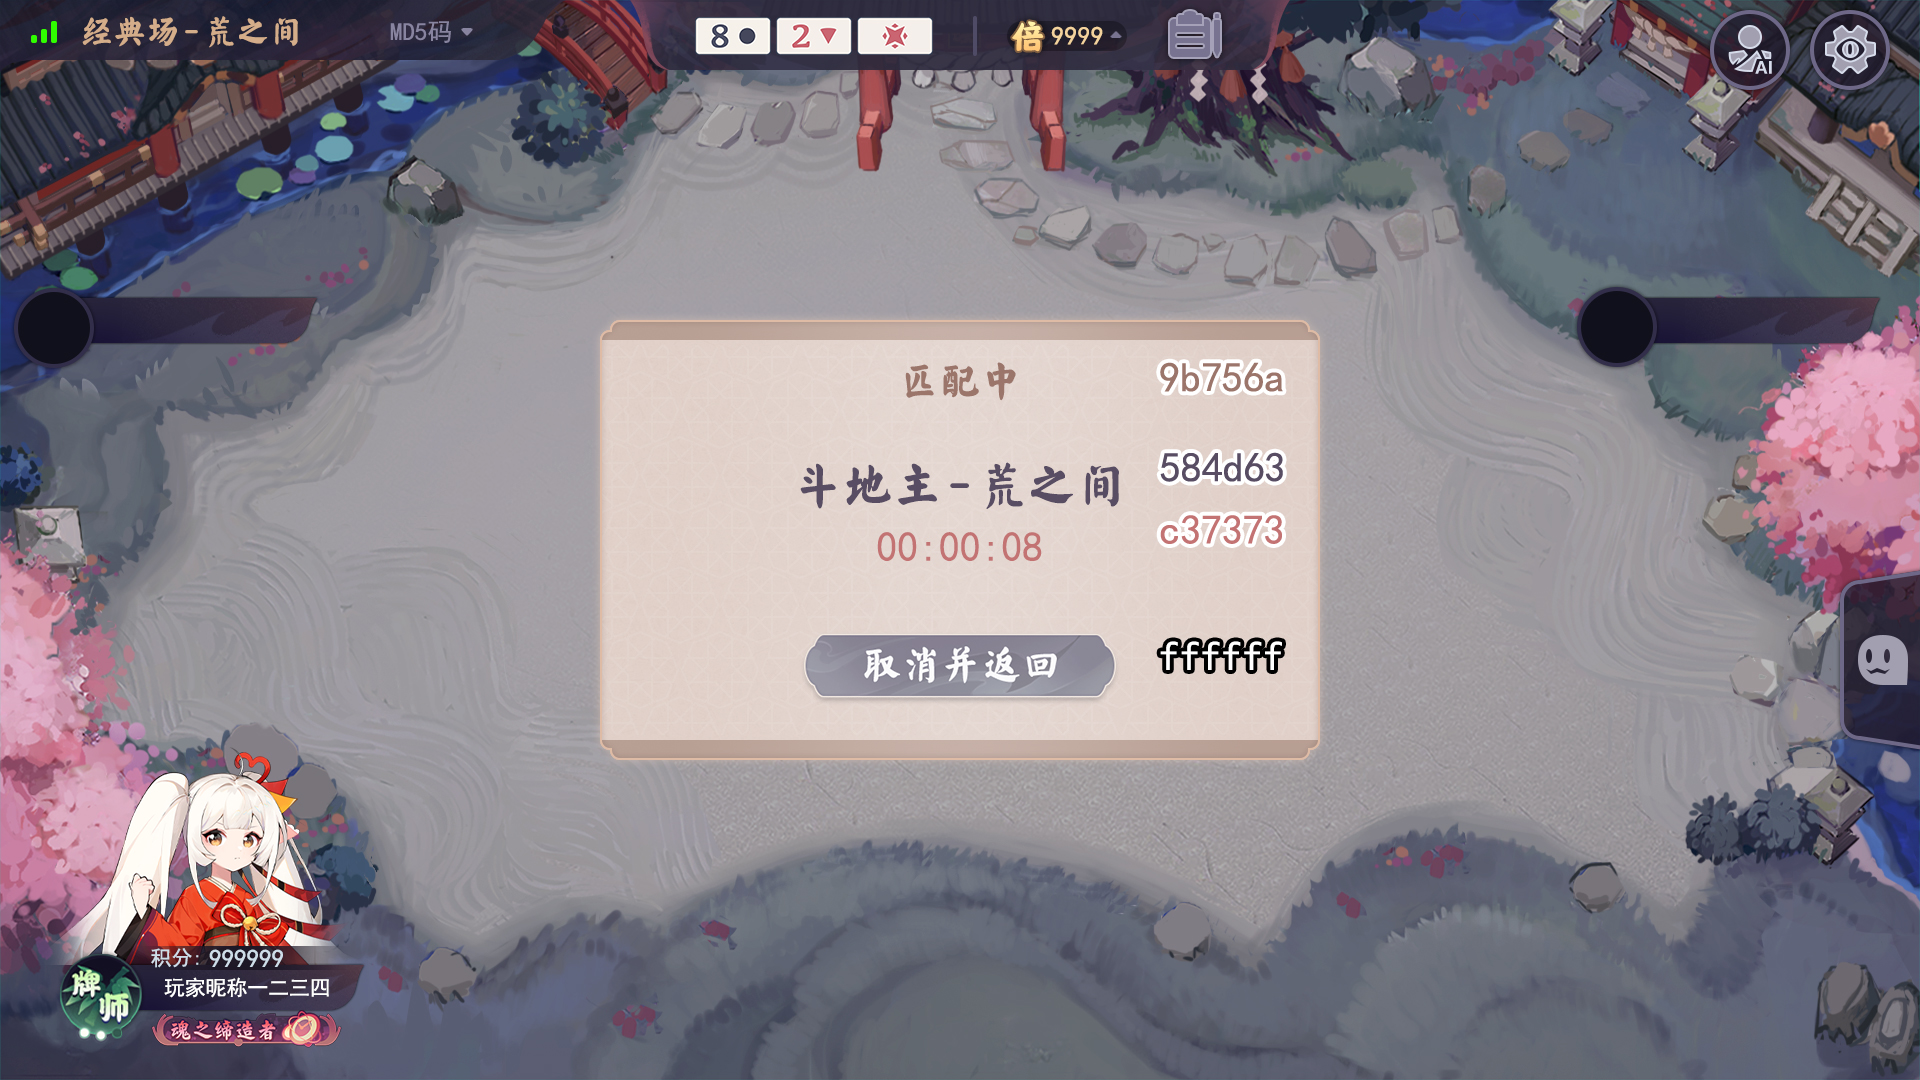 经典场-荒之间
MD5码
8
2
倍 9999
AI
匹配中
9b756a
斗地主-荒之间
584d63
00:00:08
c37373
取消并返回
ffffff
积分: 999999
牌师
玩家昵称一二三四
魂之缔造者